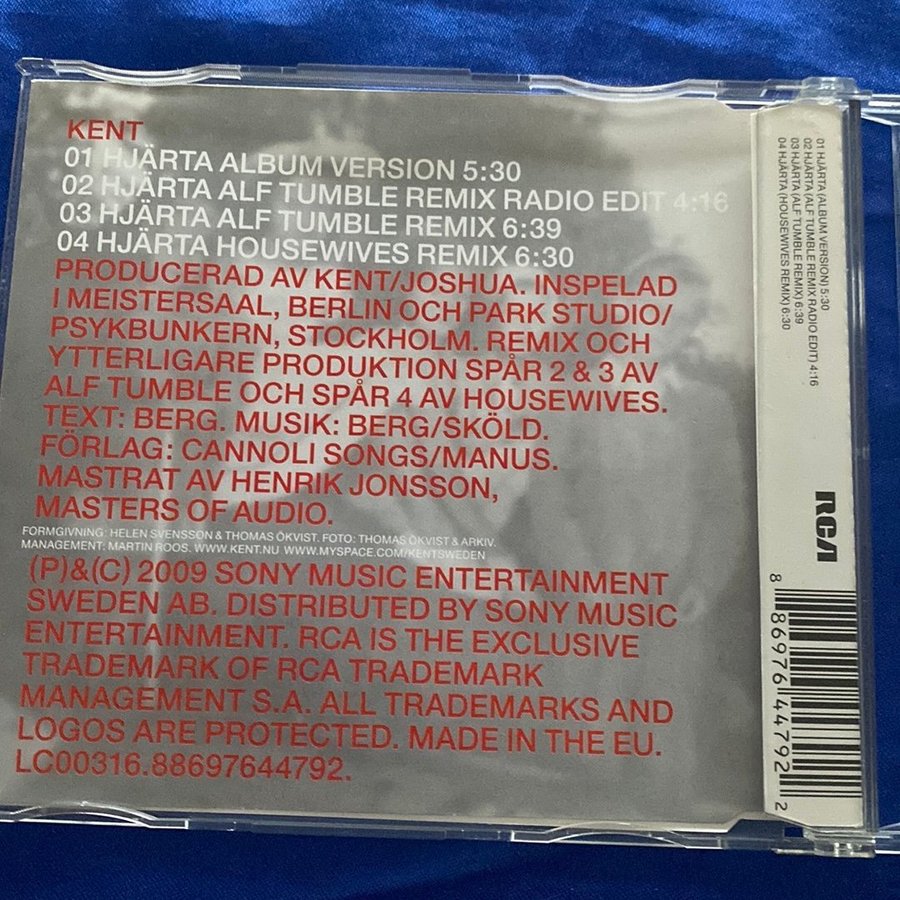 KENT
01 HJÄRTA ALBUM VERSION 5:30
02 HJÄRTA ALF TUMBLE REMIX RADIO EDIT 4:16
03 HJÄRTA ALF TUMBLE REMIX 6:39
04 HJÄRTA HOUSEWIVES REMIX 6:30
PRODUCERAD AV KENT/JOSHUA. INSPELAD
I MEISTERSAAL, BERLIN OCH PARK STUDIO/
PSYKBUNKERN, STOCKHOLM. REMIX OCH
YTTERLIGARE PRODUKTION SPÅR 2 & 3 AV
ALF TUMBLE OCH SPÅR 4 AV HOUSEWIVES.
TEXT: BERG. MUSIK: BERG/SKÖLD.
FÖRLAG: CANNOLI SONGS/MANUS.
MASTRAT AV HENRIK JONSSON,
MASTERS OF AUDIO.
FORMGIVNING: HELEN SVENSSON & THOMAS ÖKVIST. FOTO: THOMAS ÖKVIST & ARKIV.
MANAGEMENT: MARTIN ROOS. WWW.KENT.NU WWW.MYSPACE.COM/KENTSWEDEN
(P)&(C) 2009 SONY MUSIC ENTERTAINMENT
SWEDEN AB. DISTRIBUTED BY SONY MUSIC
ENTERTAINMENT. RCA IS THE EXCLUSIVE
TRADEMARK OF RCA TRADEMARK
MANAGEMENT S.A. ALL TRADEMARKS AND
LOGOS ARE PROTECTED. MADE IN THE EU.
LC00316.88697644792.
01 HJÄRTA (ALBUM VERSION) 5:30
02 HJÄRTA (ALF TUMBLE REMIX RADIO EDIT) 4:16
03 HJÄRTA (ALF TUMBLE REMIX) 6:39
04 HJÄRTA (HOUSEWIVES REMIX) 6:30
RCA
8 86976 44792 2